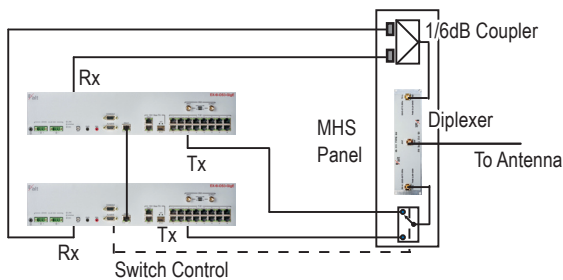 1/6dB Coupler
Rx
MHS
Panel
Diplexer
To Antenna
Tx
Rx
Tx
Switch Control